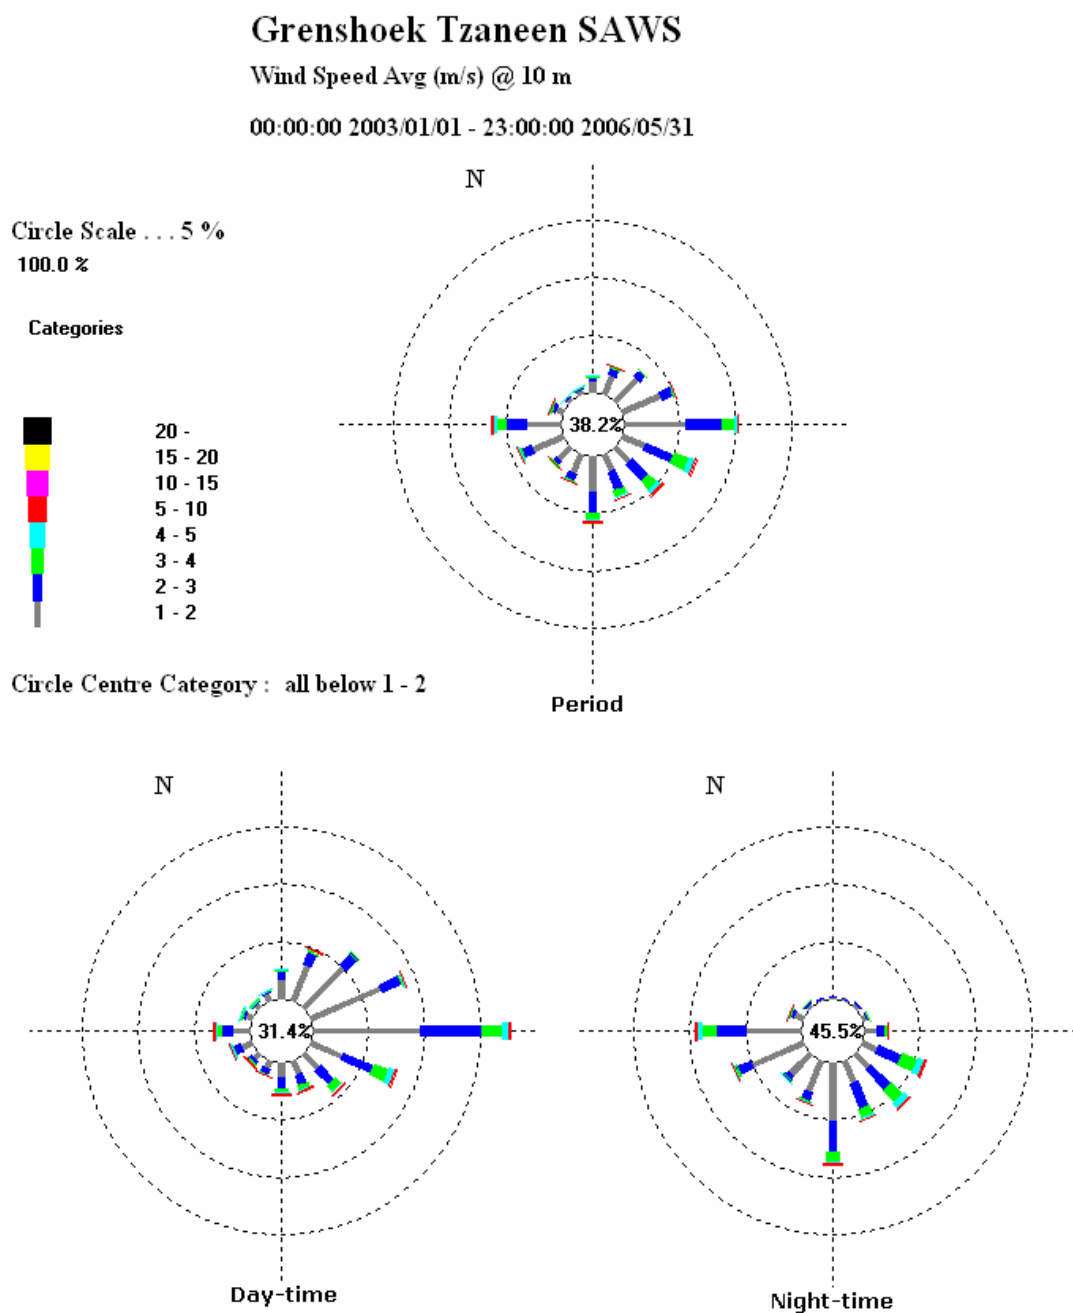 Grenshoek Tzaneen SAWS
Wind Speed Avg (m/s) @ 10 m
00:00:00 2003/01/01 - 23:00:00 2006/05/31
N
Circle Scale . . . 5 %
100.0 %
Categories
38.2%
20 -
15 - 20
10 - 15
5 - 10
4 - 5
3 - 4
2 - 3
1 - 2
Circle Centre Category : all below 1 - 2
Period
N
N
31.4%
45.5%
Day-time
Night-time